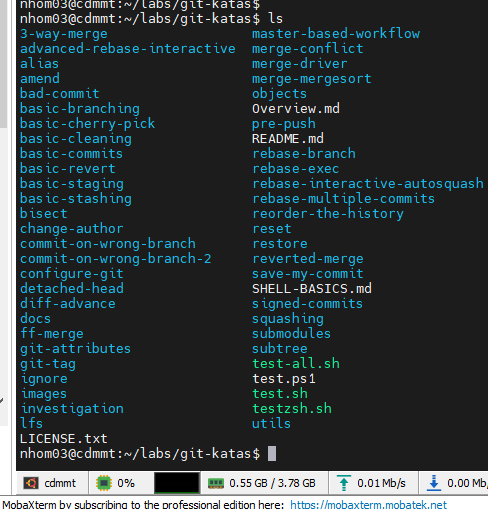 nhom03@cdmmt:~/labs/git-katas$
nhom03@cdmmt:~/labs/git-katas$ ls
3-way-merge master-based-workflow
advanced-rebase-interactive merge-conflict
alias merge-driver
amend merge-mergesort
bad-commit objects
basic-branching Overview.md
basic-cherry-pick pre-push
basic-cleaning README.md
basic-commits rebase-branch
basic-revert rebase-exec
basic-staging rebase-interactive-autosquash
basic-stashing rebase-multiple-commits
bisect reorder-the-history
change-author reset
commit-on-wrong-branch restore
commit-on-wrong-branch-2 reverted-merge
configure-git save-my-commit
detached-head SHELL-BASICS.md
diff-advance signed-commits
docs squashing
ff-merge submodules
git-attributes subtree
git-tag test-all.sh
ignore test.ps1
images test.sh
investigation testzsh.sh
lfs utils
LICENSE.txt
nhom03@cdmmt:~/labs/git-katas$
cdmmt 0% 0.55 GB / 3.78 GB 0.01 Mb/s 0.00 Mb/
MobaXterm by subscribing to the professional edition here: https://mobaxterm.mobatek.net